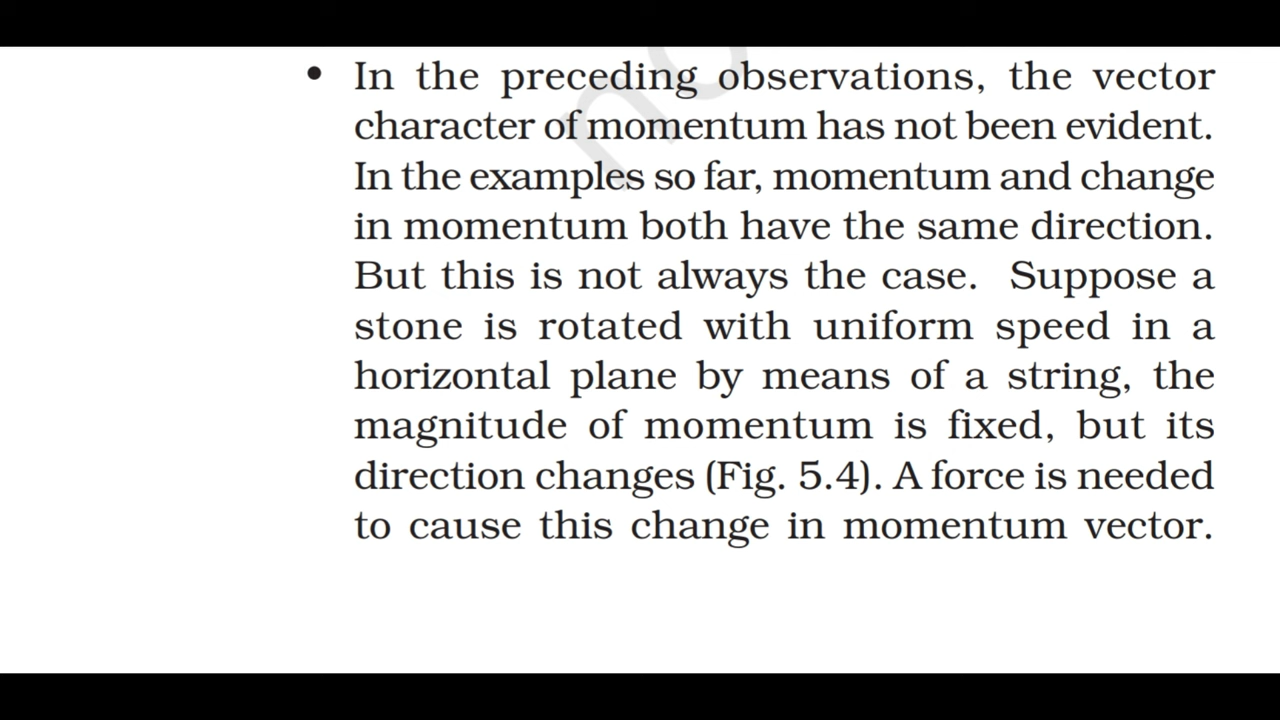 • In the preceding observations, the vector
character of momentum has not been evident.
In the examples so far, momentum and change
in momentum both have the same direction.
But this is not always the case. Suppose a
stone is rotated with uniform speed in a
horizontal plane by means of a string, the
magnitude of momentum is fixed, but its
direction changes (Fig. 5.4). A force is needed
to cause this change in momentum vector.